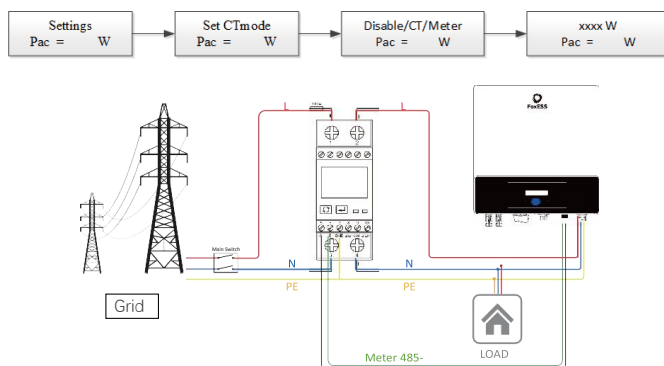 Settings
Pac = W
Set CTmode
Pac = W
Disable/CT/Meter
Pac = W
xxxx W
Pac = W
L
L
FoxESS
Main Switch
N
N
PE
PE
Grid
LOAD
Meter 485-